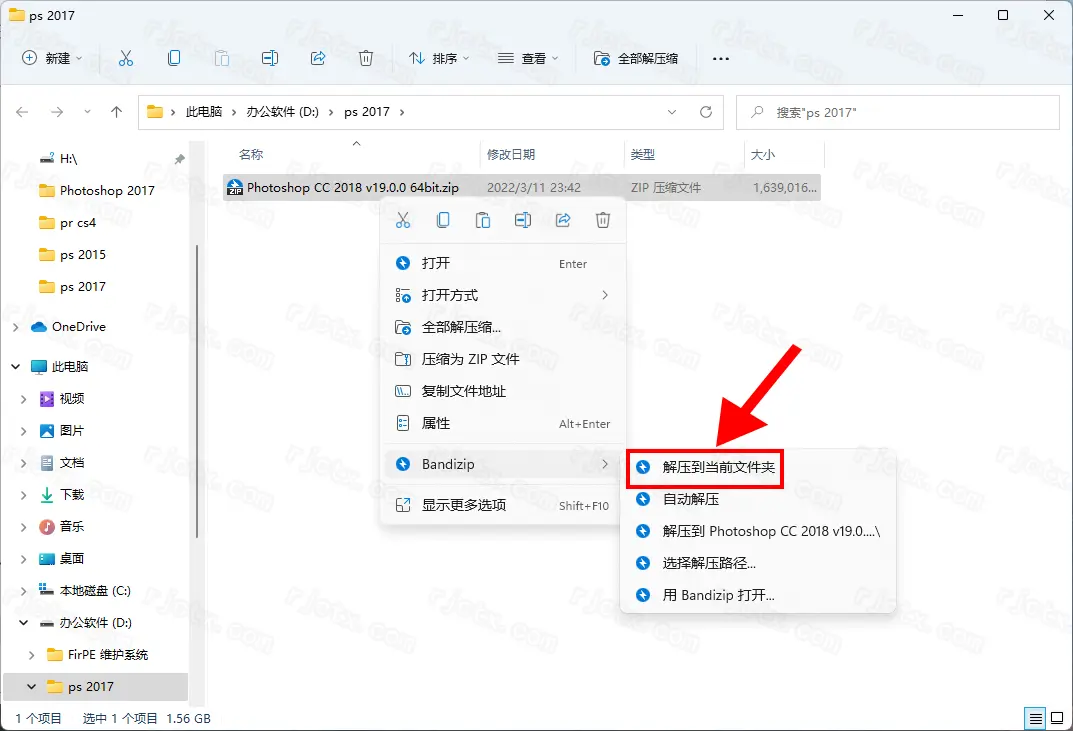 ps 2017
新建
排序
查看
全部解压缩
此电脑
办公软件 (D:)
ps 2017
搜索"ps 2017"
H:\
Photoshop 2017
pr cs4
ps 2015
ps 2017
OneDrive
此电脑
视频
图片
文档
下载
音乐
桌面
本地磁盘 (C:)
办公软件 (D:)
FirPE 维护系统
ps 2017
名称
修改日期
类型
大小
ZIP
Photoshop CC 2018 v19.0.0 64bit.zip
2022/3/11 23:42
ZIP 压缩文件
1,639,016...
打开
Enter
打开方式
全部解压缩...
压缩为 ZIP 文件
复制文件地址
属性
Alt+Enter
Bandizip
显示更多选项
Shift+F10
解压到当前文件夹
自动解压
解压到 Photoshop CC 2018 v19.0....\
选择解压路径...
用 Bandizip 打开...
1 个项目
选中 1 个项目
1.56 GB